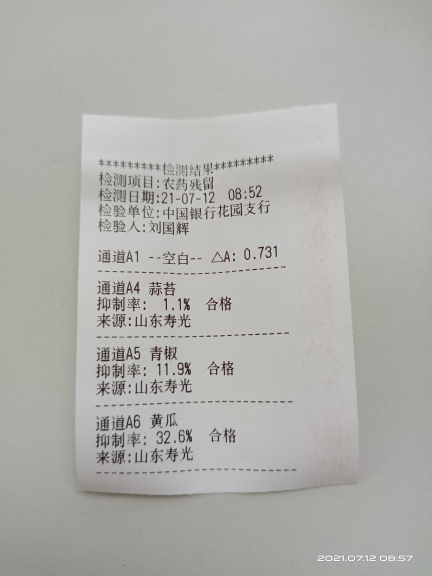 *********检测结果*********
检测项目:农药残留
检测日期:21-07-12 08:52
检验单位:中国银行花园支行
检验人:刘国辉
通道A1 --空白-- △A: 0.731
通道A4 蒜苔
抑制率: 1.1% 合格
来源:山东寿光
通道A5 青椒
抑制率: 11.9% 合格
来源:山东寿光
通道A6 黄瓜
抑制率: 32.6% 合格
来源:山东寿光
2021.07.12 08:57